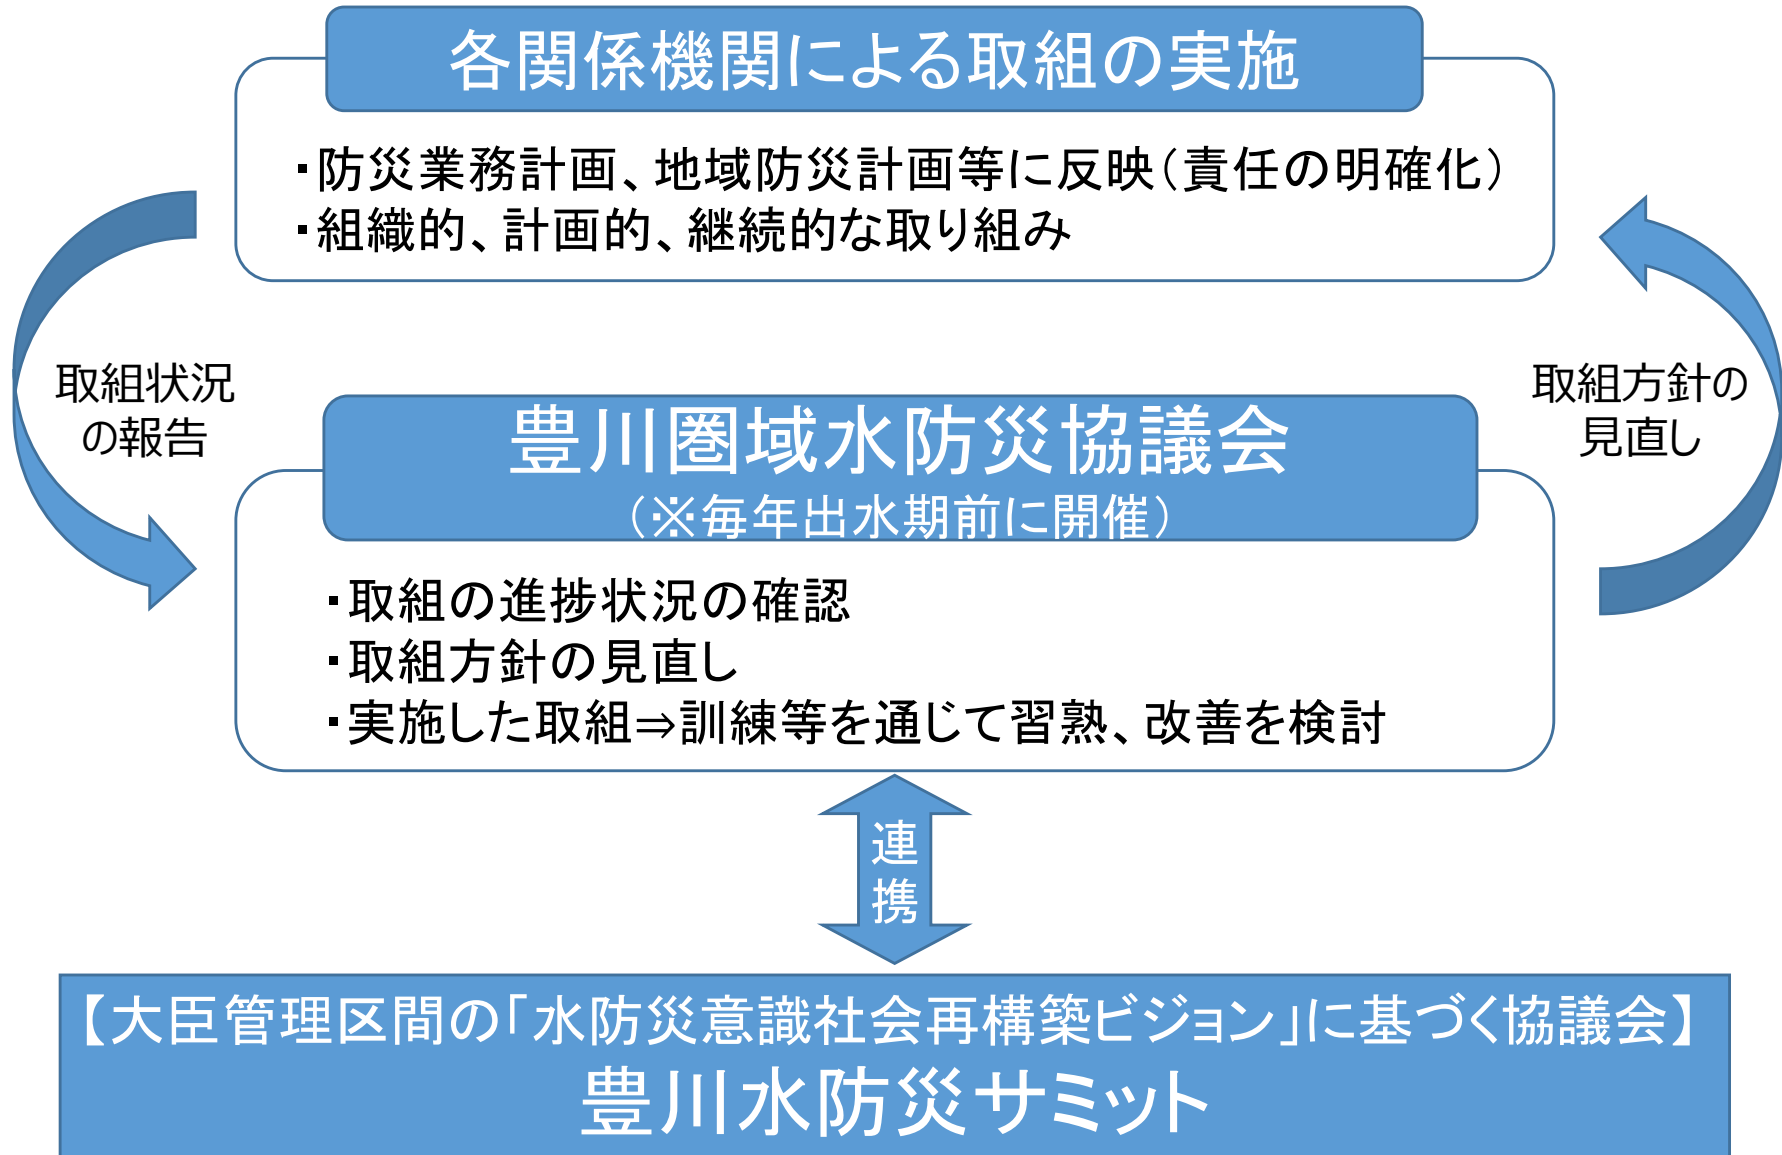 各関係機関による取組の実施
・防災業務計画、地域防災計画等に反映(責任の明確化)
・組織的、計画的、継続的な取り組み
取組状況
の報告
取組方針の
見直し
豊川圏域水防災協議会
(※毎年出水期前に開催)
・取組の進捗状況の確認
・取組方針の見直し
・実施した取組⇒訓練等を通じて習熟、改善を検討
連
携
【大臣管理区間の「水防災意識社会再構築ビジョン」に基づく協議会】
豊川水防災サミット